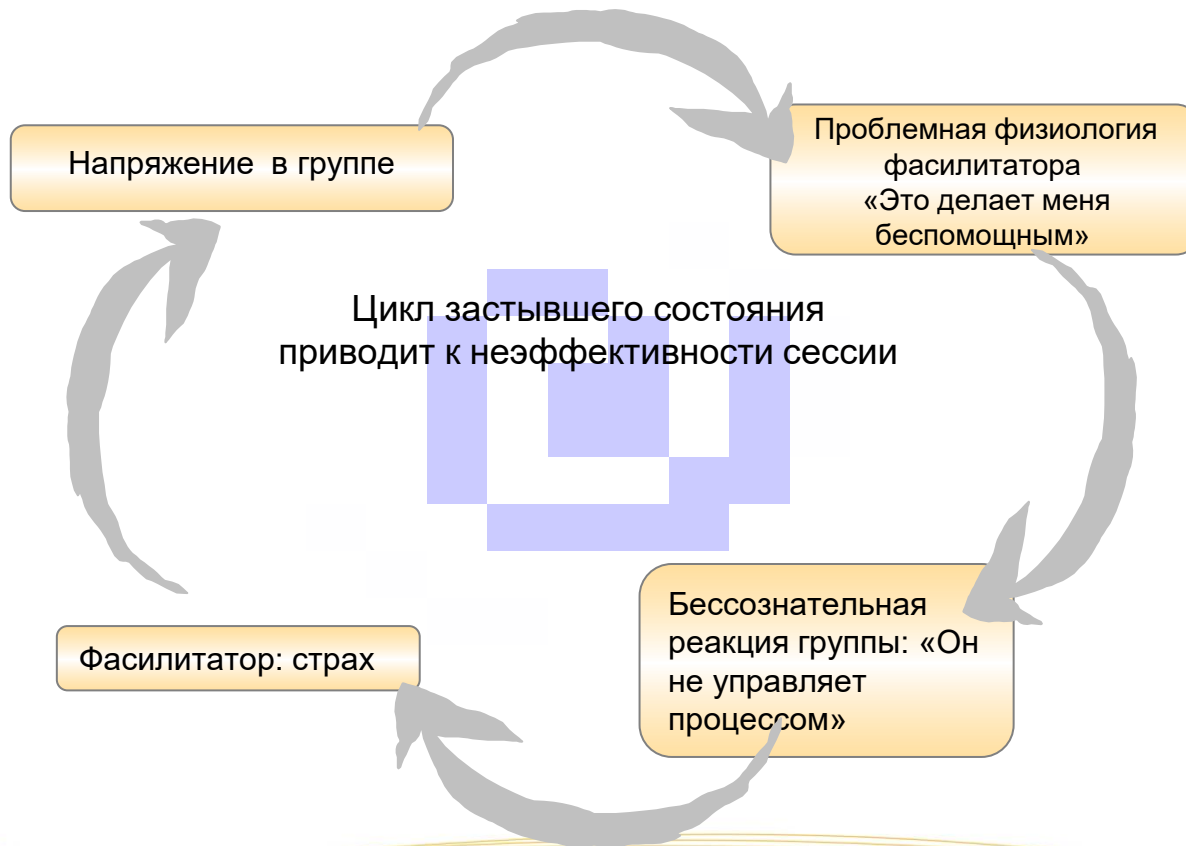 Напряжение в группе
Проблемная физиология
фасилитатора
«Это делает меня
беспомощным»
Цикл застывшего состояния
приводит к неэффективности сессии
Бессознательная
реакция группы: «Он
не управляет
процессом»
Фасилитатор: страх